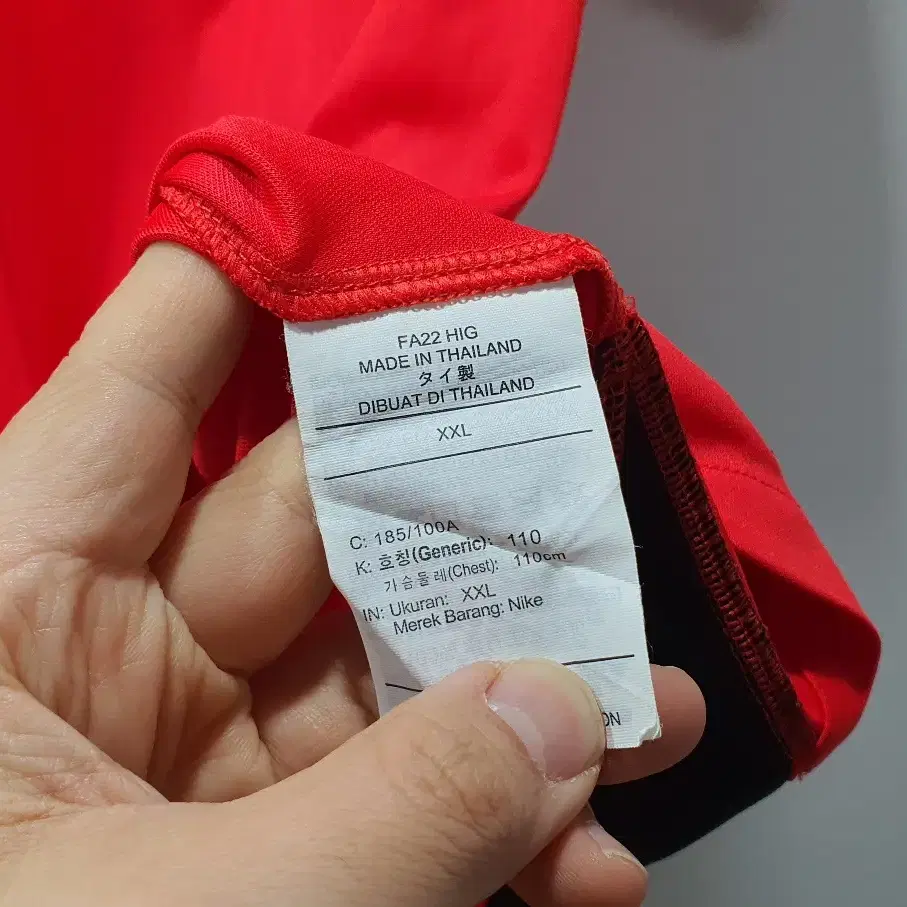 FA22 HIG
MADE IN THAILAND
タイ製
DIBUAT DI THAILAND
XXL
C: 185/100A
K: 호칭(Generic): 110
가슴둘레(Chest): 110cm
IN: Ukuran: XXL
Merek Barang: Nike